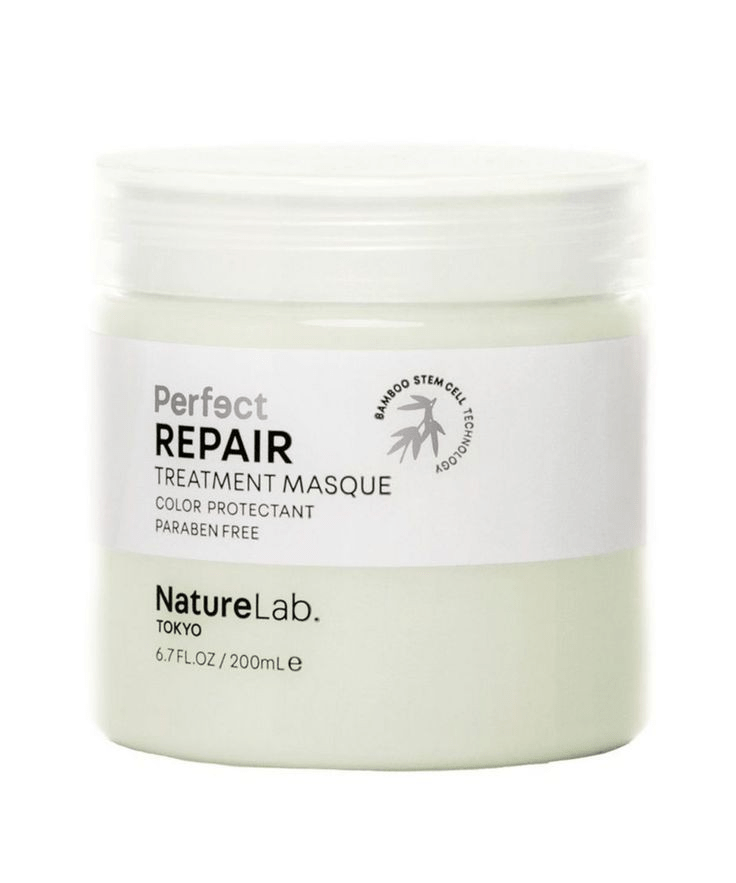 Perfect
REPAIR
TREATMENT MASQUE
COLOR PROTECTANT
PARABEN FREE
BAMBOO STEM CELL TECHNOLOGY
NatureLab.
TOKYO
6.7 FL.OZ / 200mL ℮